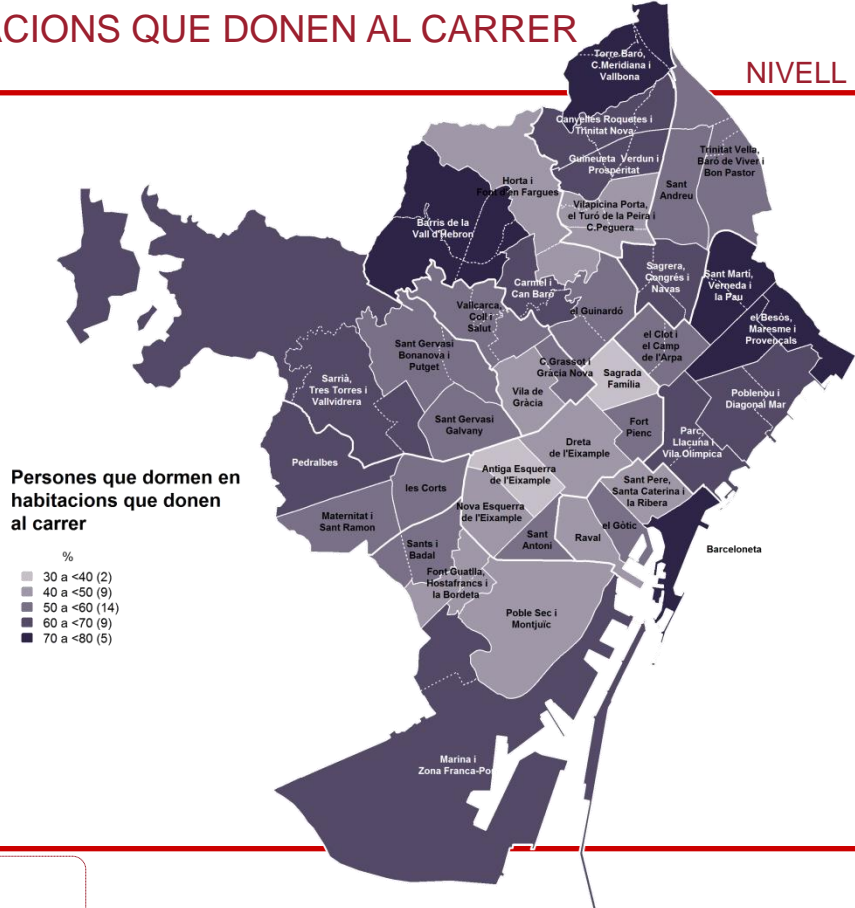 ACIONS QUE DONEN AL CARRER
NIVELL
Torre Baró,
C.Meridiana i
Vallbona
Canyelles Roquetes i
Trinitat Nova
Guineueta Verdun i
Prosperitat
Trinitat Vella,
Baró de Viver i
Bon Pastor
Sant
Andreu
Horta i
Font d'en Fargues
Vilapicina Porta,
el Turó de la Peira i
C.Peguera
Barris de la
Vall d'Hebron
Carmel i
Can Baró
Sagrera,
Congrés i
Navas
Sant Martí,
Verneda i
la Pau
Vallcarca,
Coll i
Salut
el Guinardó
el Besòs,
Maresme i
Provençals
el Clot i
el Camp
de l'Arpa
Sant Gervasi
Bonanova i
Putget
C.Grassot i
Gràcia Nova
Sagrada
Família
Sarrià,
Tres Torres i
Vallvidrera
Vila de
Gràcia
Poblenou i
Diagonal Mar
Sant Gervasi
Galvany
Fort
Pienc
Parc,
Llacuna i
Vila Olímpica
Dreta
de l'Eixample
Pedralbes
Antiga Esquerra
de l'Eixample
Sant Pere,
Santa Caterina i
la Ribera
les Corts
Nova Esquerra
de l'Eixample
Maternitat i
Sant Ramon
el Gòtic
Sant
Antoni
Raval
Sants i
Badal
Barceloneta
Font Guatlla,
Hostafrancs i
la Bordeta
Poble Sec i
Montjuïc
Marina i
Zona Franca-Po
Persones que dormen en
habitacions que donen
al carrer
%
30 a <40 (2)
40 a <50 (9)
50 a <60 (14)
60 a <70 (9)
70 a <80 (5)